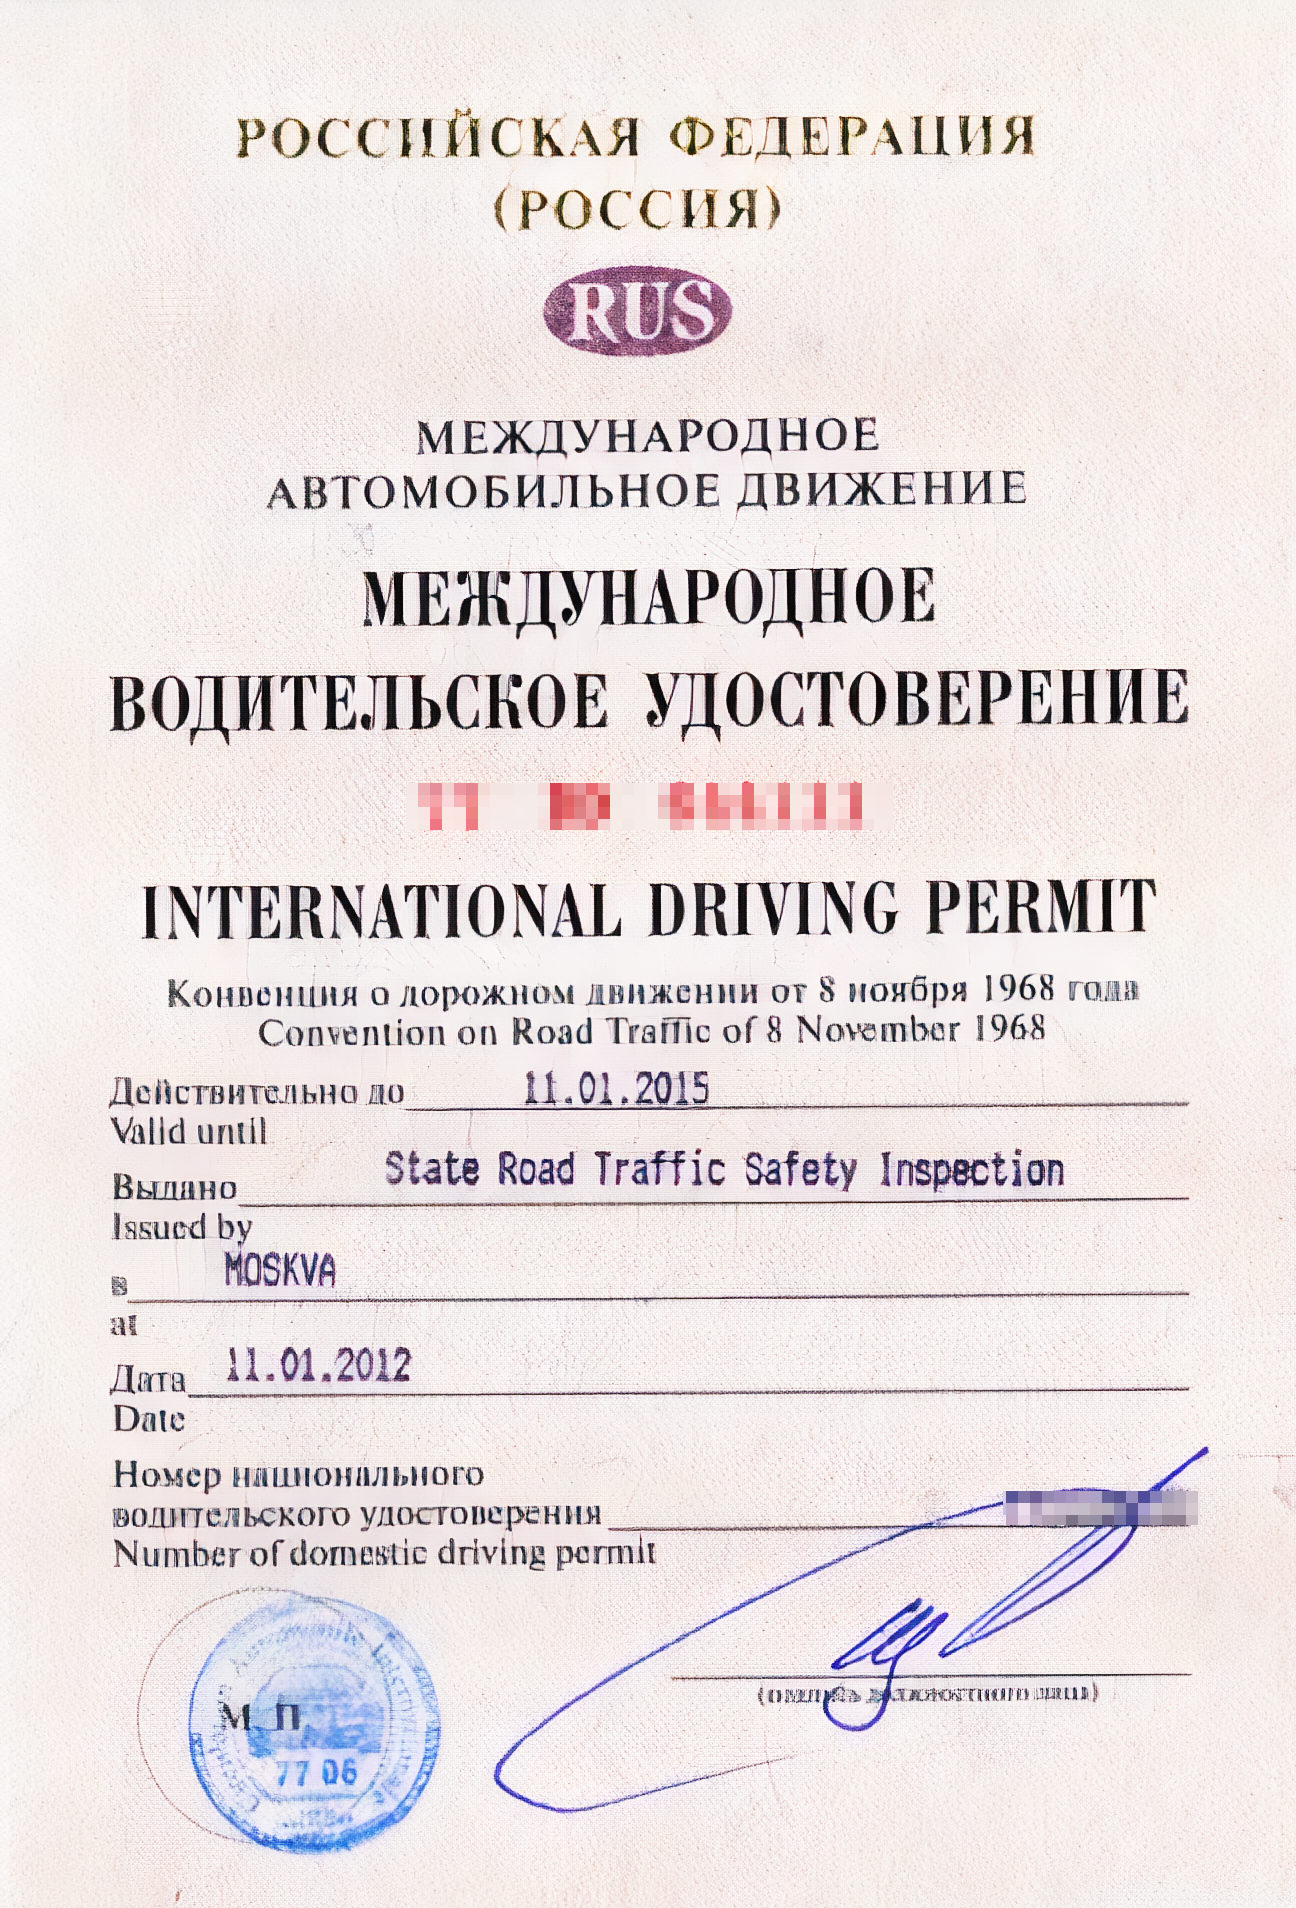 РОССИЙСКАЯ ФЕДЕРАЦИЯ
(РОССИЯ)
RUS
МЕЖДУНАРОДНОЕ
АВТОМОБИЛЬНОЕ ДВИЖЕНИЕ
МЕЖДУНАРОДНОЕ
ВОДИТЕЛЬСКОЕ УДОСТОВЕРЕНИЕ
INTERNATIONAL DRIVING PERMIT
Конвенция о дорожном движении от 8 ноября 1968 года
Convention on Road Traffic of 8 November 1968
Действительно до 11.01.2015
Valid until
Выдано State Road Traffic Safety Inspection
Issued by
в MOSKVA
at
Дата 11.01.2012
Date
Номер национального
водительского удостоверения
Number of domestic driving permit
М П
77 06
должностного лица)